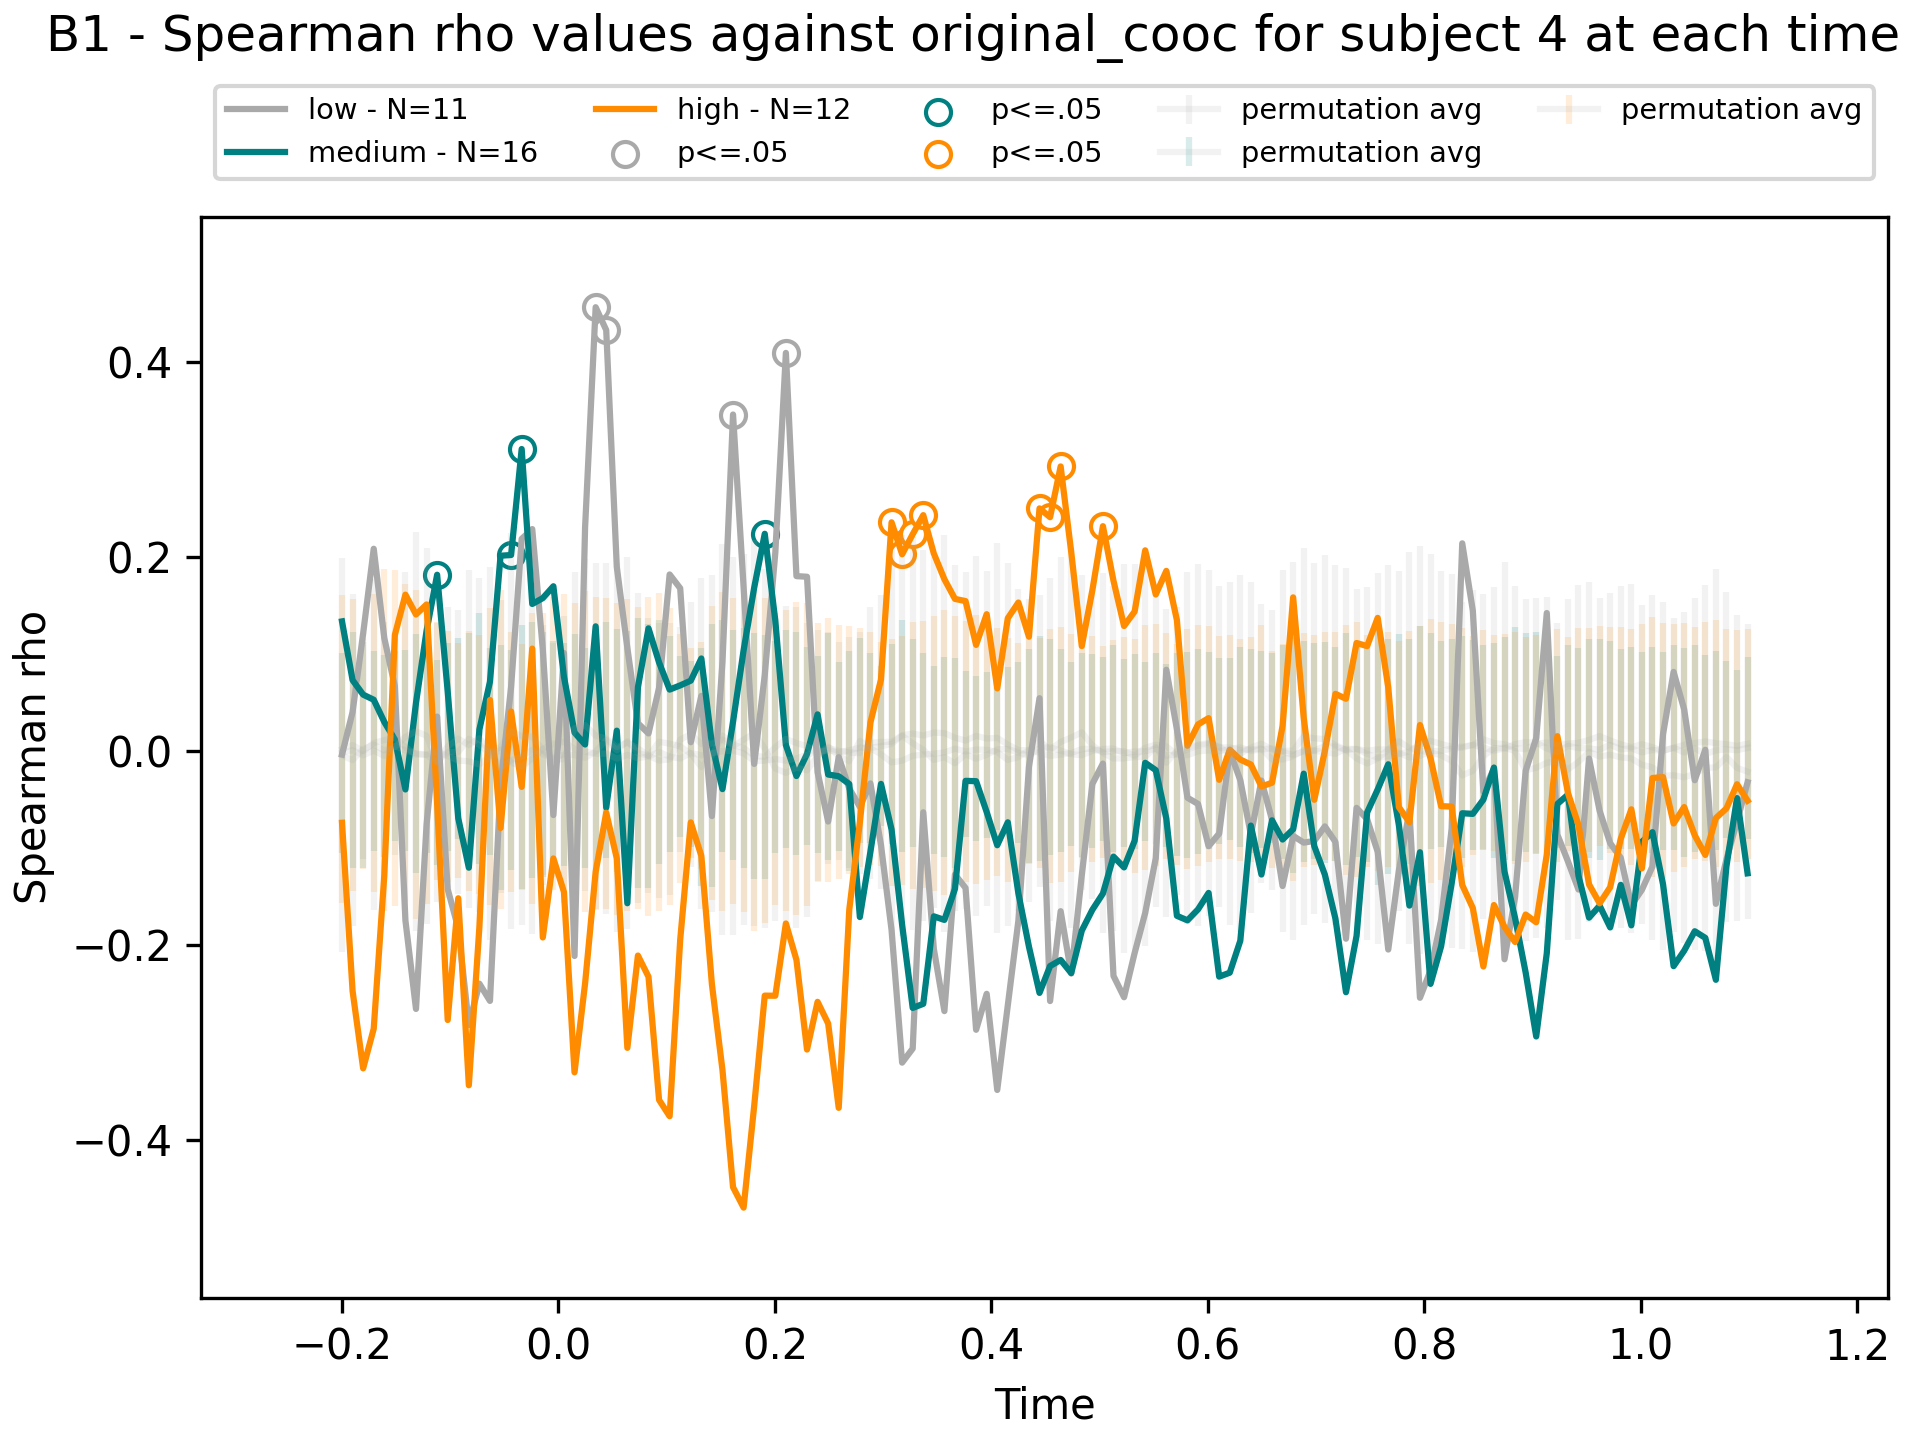 B1 - Spearman rho values against original_cooc for subject 4 at each time
low - N=11
medium - N=16
high - N=12
p<=.05
p<=.05
p<=.05
permutation avg
permutation avg
permutation avg
Spearman rho
0.4
0.2
0.0
−0.2
−0.4
−0.2 0.0 0.2 0.4 0.6 0.8 1.0 1.2
Time